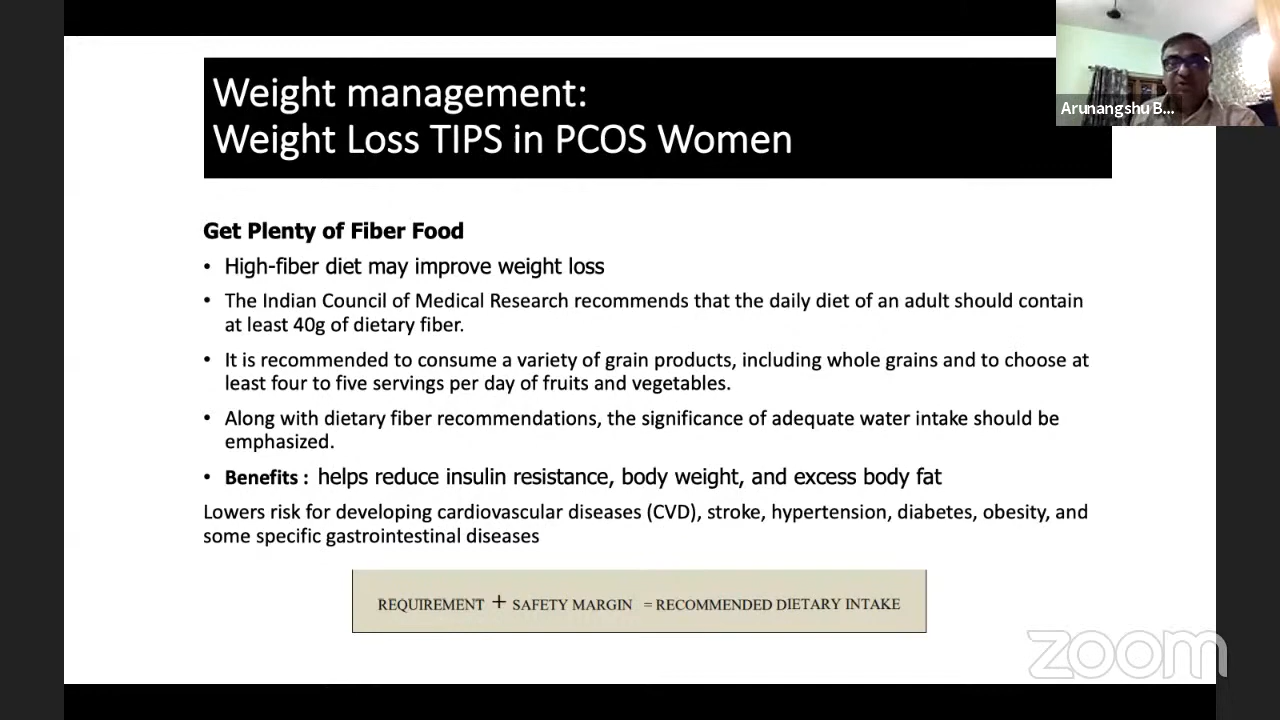 Weight management:
Weight Loss TIPS in PCOS Women
Arunangshu B...
Get Plenty of Fiber Food
• High-fiber diet may improve weight loss
• The Indian Council of Medical Research recommends that the daily diet of an adult should contain
at least 40g of dietary fiber.
• It is recommended to consume a variety of grain products, including whole grains and to choose at
least four to five servings per day of fruits and vegetables.
• Along with dietary fiber recommendations, the significance of adequate water intake should be
emphasized.
• Benefits : helps reduce insulin resistance, body weight, and excess body fat
Lowers risk for developing cardiovascular diseases (CVD), stroke, hypertension, diabetes, obesity, and
some specific gastrointestinal diseases
REQUIREMENT + SAFETY MARGIN = RECOMMENDED DIETARY INTAKE
zoom